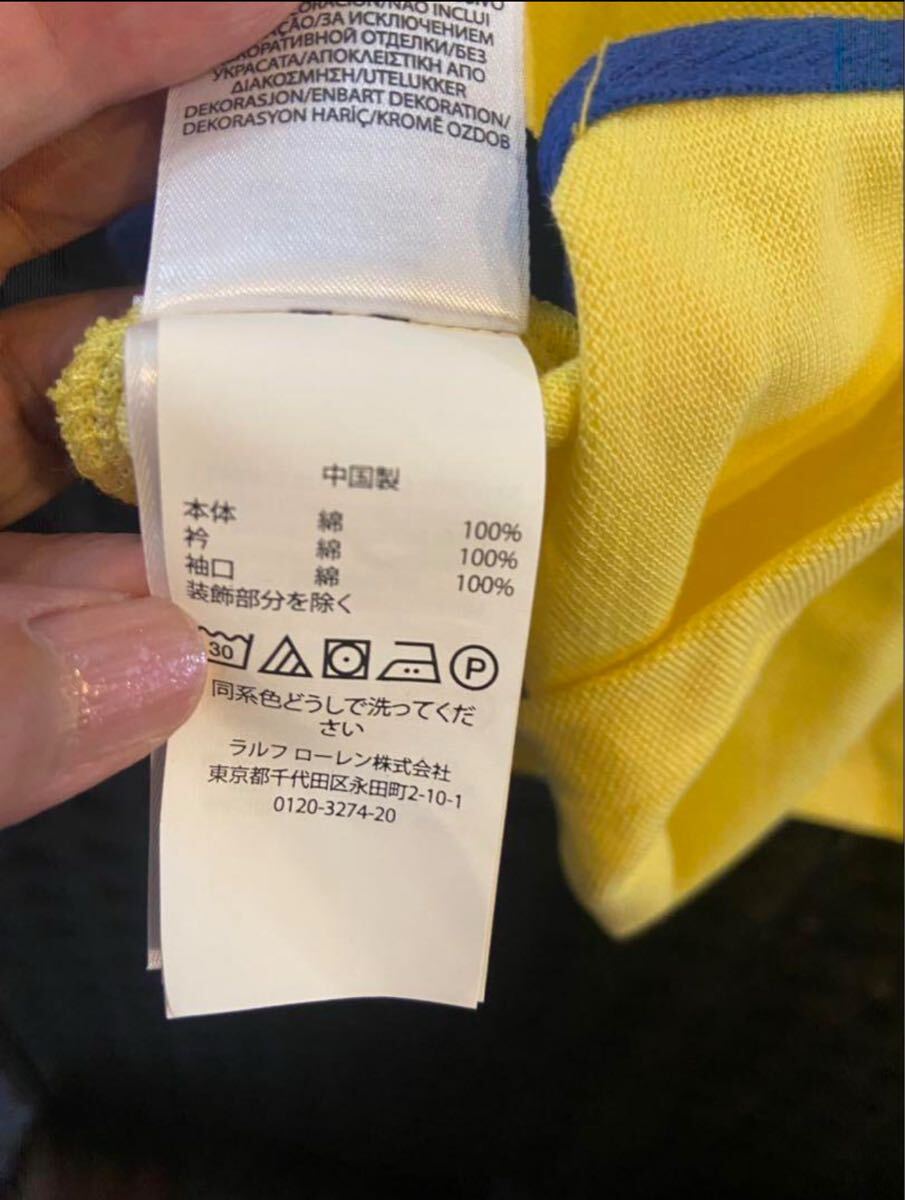 NÃO INCLUI
ЗА ИСКЛЮЧЕНИЕМ
ОТДЕЛКИ/БЕЗ
УКРАСАТА/ΑΠΟΚΛΕΙΣΤΙΚΗ ΑΠΟ
ΔΙΑΚΟΣΜΗΣΗ/UTELUKKER
DEKORASJON/ENBART DEKORATION/
DEKORASYON HARİÇ/KROMĚ OZDOB
中国製
本体 綿 100%
衿 綿 100%
袖口 綿 100%
装飾部分を除く
30
P
同系色どうしで洗ってくだ
さい
ラルフ ローレン株式会社
東京都千代田区永田町2-10-1
0120-3274-20